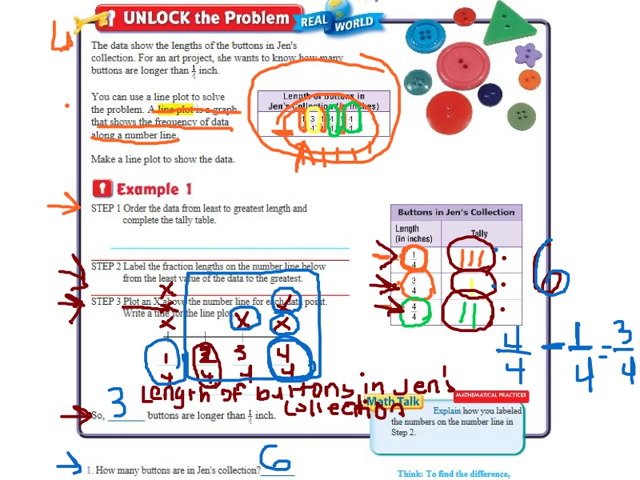 UNLOCK the Problem REAL WORLD
The data show the lengths of the buttons in Jen's
collection. For an art project, she wants to know how many
buttons are longer than 1/4 inch.
You can use a line plot to solve
the problem. A line plot is a graph
that shows the frequency of data
along a number line.
Make a line plot to show the data.
Length of Buttons in
Jen's Collection (in inches)
Example 1
STEP 1 Order the data from least to greatest length and
complete the tally table.
Buttons in Jen's Collection
Length
(in inches)
Tally
1/4 |||
3/4 |
4/4 ||
6
STEP 2 Label the fraction lengths on the number line below
from the least value of the data to the greatest.
STEP 3 Plot an X above the number line for each data point.
Write a title for the line plot.
X X
X X X
1/4 2/4 3/4 4/4
4/4 - 1/4 = 3/4
Length of buttons in Jen's
collection
So, 3 buttons are longer than 1/4 inch.
Math Talk MATHEMATICAL PRACTICES
Explain how you labeled
the numbers on the number line in
Step 2.
1. How many buttons are in Jen's collection? 6
Think: To find the difference,